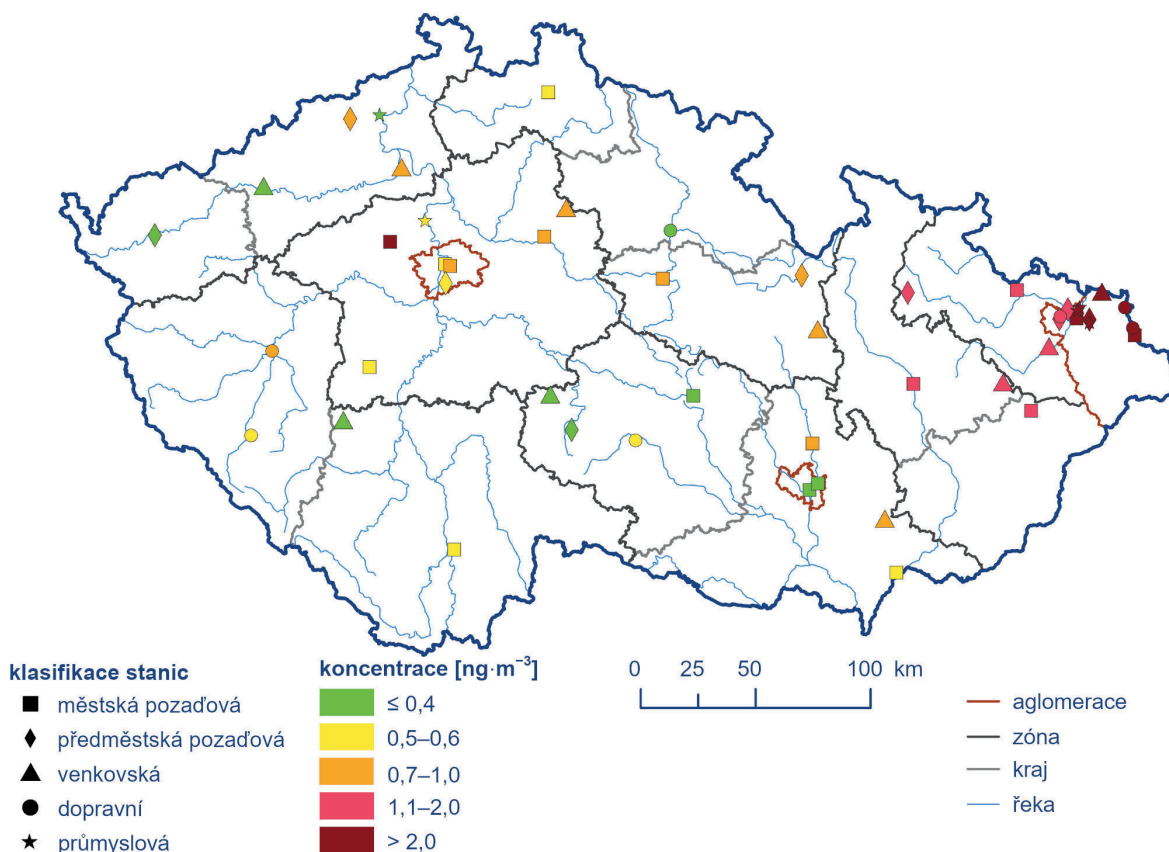 klasifikace stanic
městská pozaďová
předměstská pozaďová
venkovská
dopravní
průmyslová
koncentrace [ng·m⁻³]
≤ 0,4
0,5–0,6
0,7–1,0
1,1–2,0
> 2,0
0 25 50 100 km
aglomerace
zóna
kraj
řeka